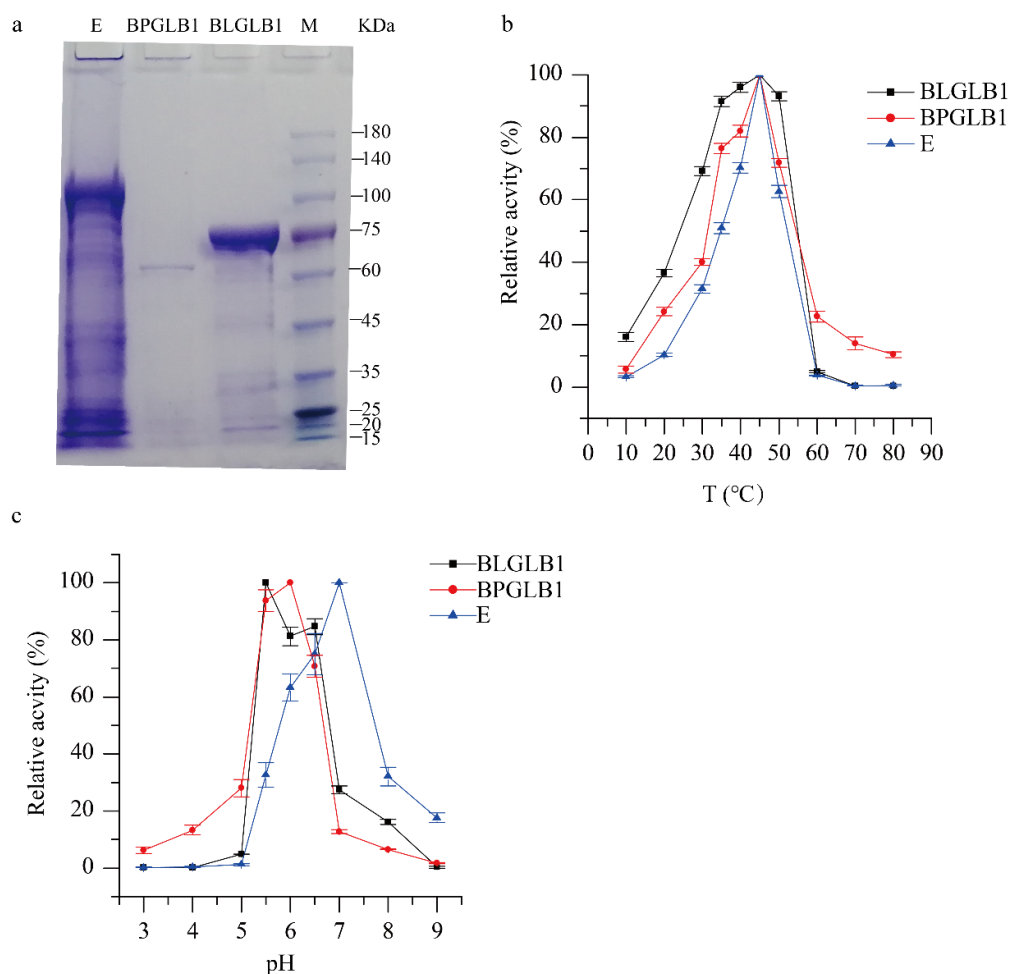 a
E BPGLB1 BLGLB1 M KDa
180
140
100
75
60
45
35
25
20
15
b
Relative acvity (%)
100
80
60
40
20
0
0 10 20 30 40 50 60 70 80 90
T (°C)
BLGLB1
BPGLB1
E
c
Relative acvity (%)
100
80
60
40
20
0
3 4 5 6 7 8 9
pH
BLGLB1
BPGLB1
E